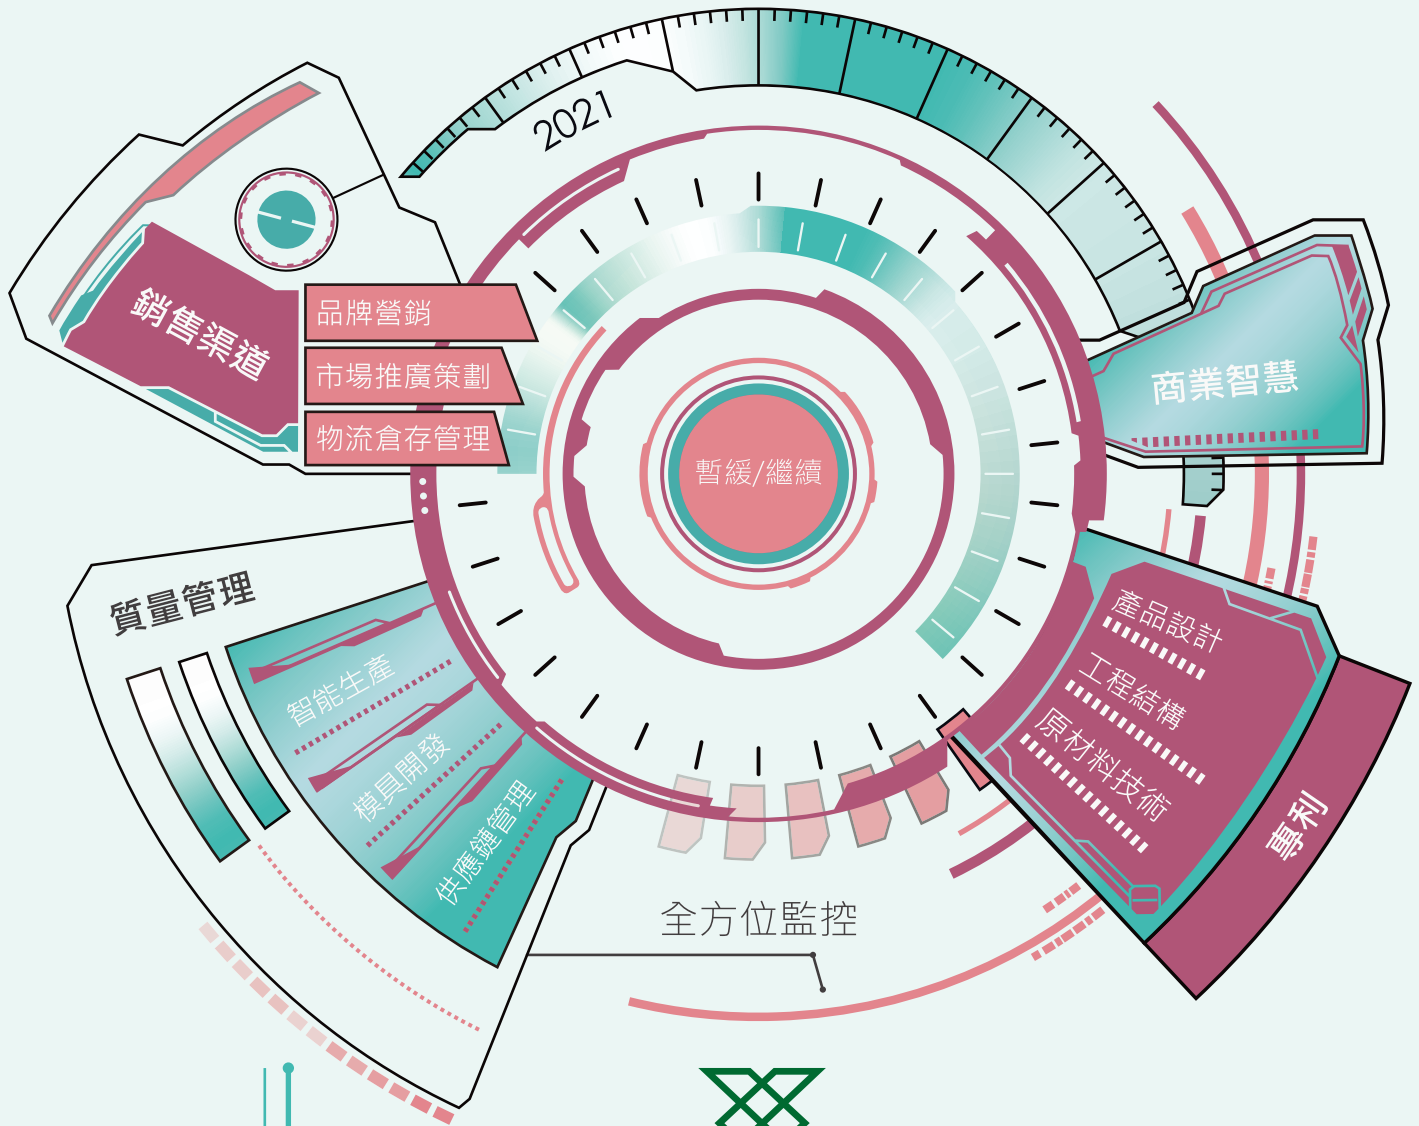 2021
銷售渠道
品牌營銷
市場推廣策劃
物流倉存管理
商業智慧
暫緩/繼續
質量管理
智能生產
模具開發
供應鏈管理
產品設計
工程結構
原材料技術
專利
全方位監控